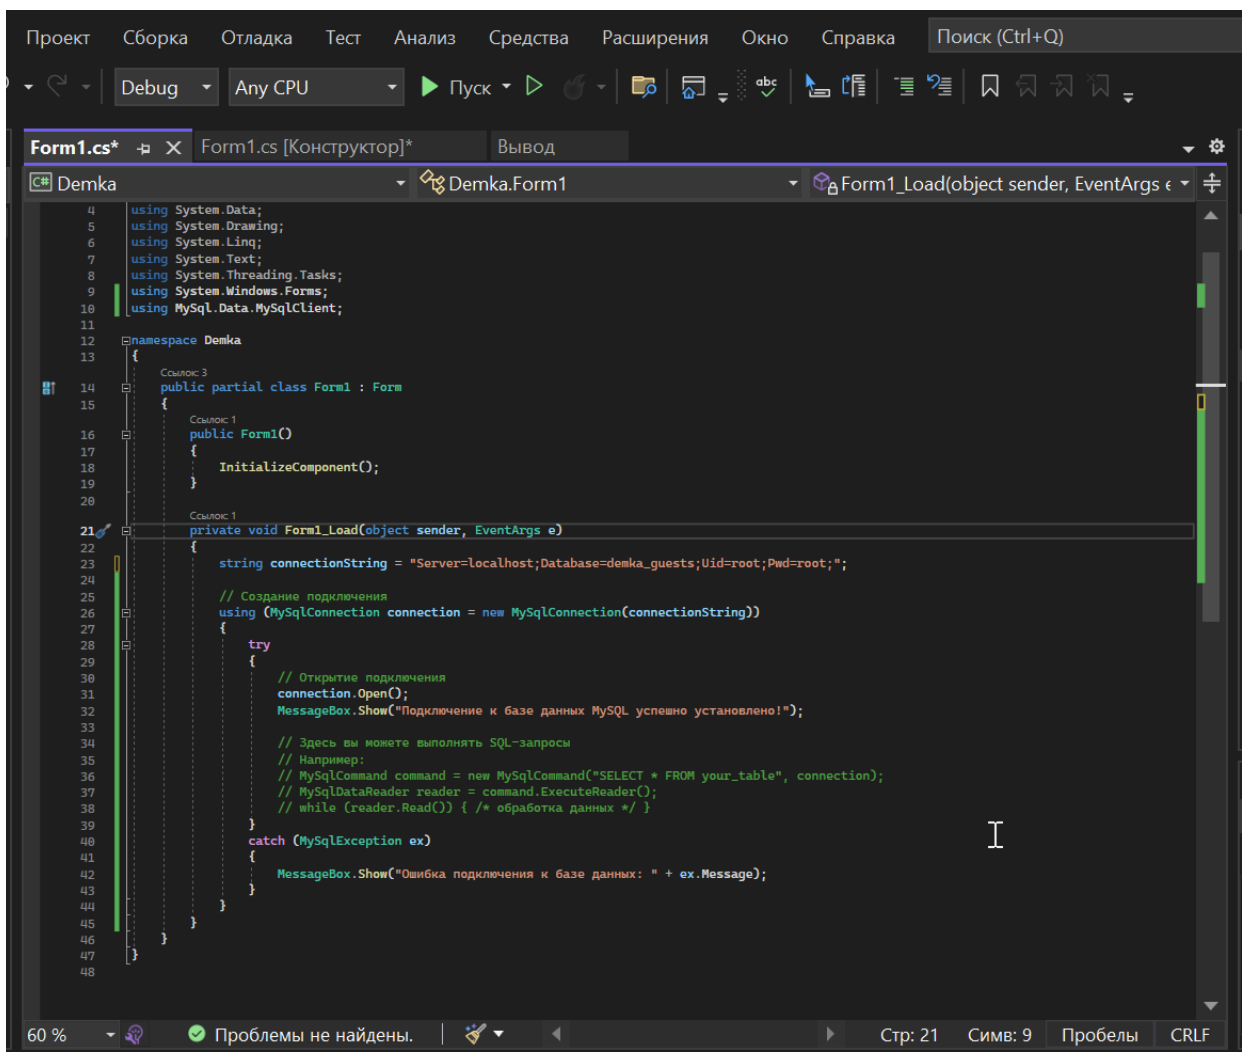 Проект Сборка Отладка Тест Анализ Средства Расширения Окно Справка Поиск (Ctrl+Q)
Debug Any CPU Пуск abc
Form1.cs* Form1.cs [Конструктор]* Вывод
C# Demka Demka.Form1 Form1_Load(object sender, EventArgs e
4 using System.Data;
5 using System.Drawing;
6 using System.Linq;
7 using System.Text;
8 using System.Threading.Tasks;
9 using System.Windows.Forms;
10 using MySql.Data.MySqlClient;
11
12 namespace Demka
13 {
Ссылок: 3
14 public partial class Form1 : Form
15 {
Ссылок: 1
16 public Form1()
17 {
18 InitializeComponent();
19 }
20
Ссылок: 1
21 private void Form1_Load(object sender, EventArgs e)
22 {
23 string connectionString = "Server=localhost;Database=demka_guests;Uid=root;Pwd=root;";
24
25 // Создание подключения
26 using (MySqlConnection connection = new MySqlConnection(connectionString))
27 {
28 try
29 {
30 // Открытие подключения
31 connection.Open();
32 MessageBox.Show("Подключение к базе данных MySQL успешно установлено!");
33
34 // Здесь вы можете выполнять SQL-запросы
35 // Например:
36 // MySqlCommand command = new MySqlCommand("SELECT * FROM your_table", connection);
37 // MySqlDataReader reader = command.ExecuteReader();
38 // while (reader.Read()) { /* обработка данных */ }
39 }
40 catch (MySqlException ex)
41 {
42 MessageBox.Show("Ошибка подключения к базе данных: " + ex.Message);
43 }
44 }
45 }
46 }
47 }
48
60 % Проблемы не найдены. Стр: 21 Симв: 9 Пробелы CRLF